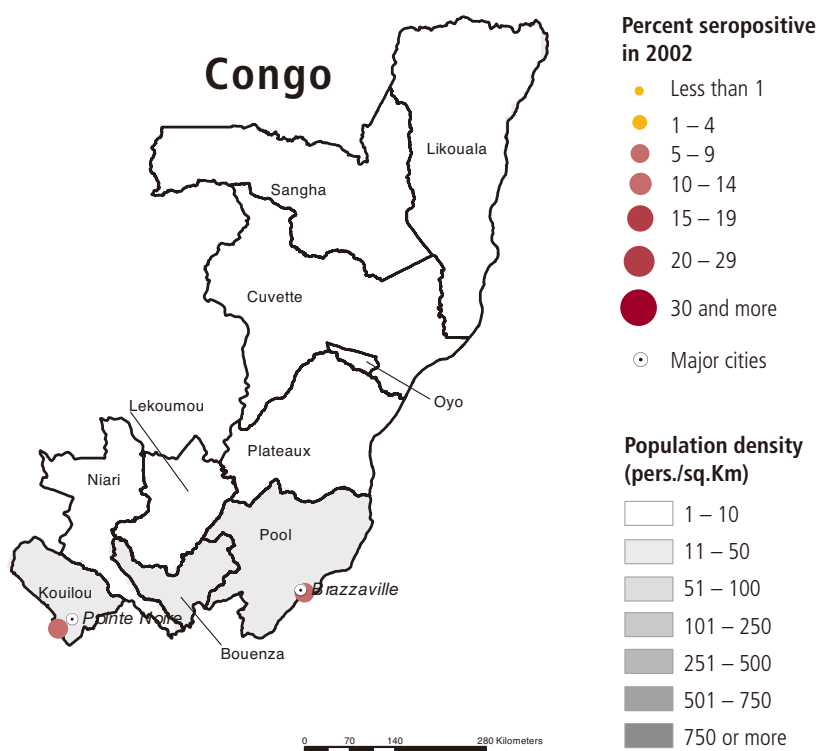 Congo
Likouala
Sangha
Cuvette
Oyo
Lekoumou
Plateaux
Niari
Pool
Kouilou
Brazzaville
Pointe Noire
Bouenza
0 70 140 280 Kilometers
Percent seropositive
in 2002
Less than 1
1 – 4
5 – 9
10 – 14
15 – 19
20 – 29
30 and more
Major cities
Population density
(pers./sq.Km)
1 – 10
11 – 50
51 – 100
101 – 250
251 – 500
501 – 750
750 or more